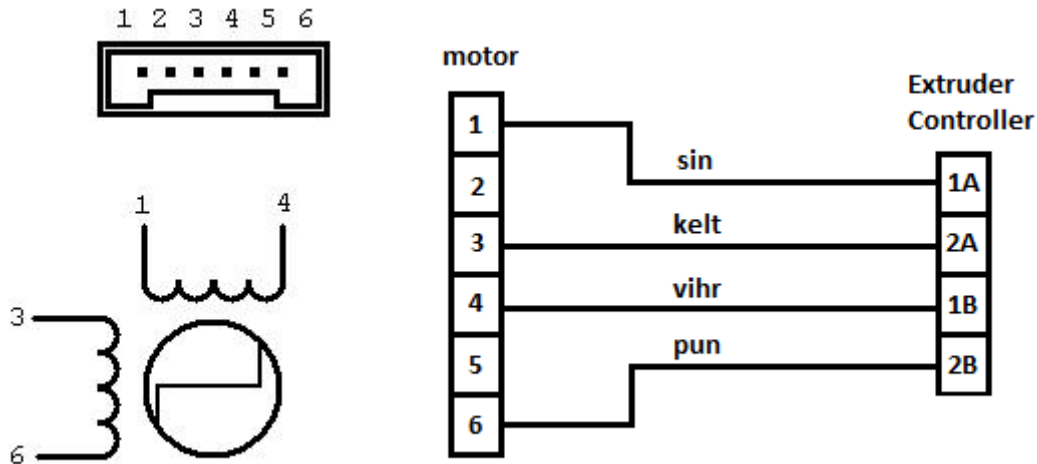 1 2 3 4 5 6
motor
Extruder
Controller
1
2
3
4
5
6
sin
kelt
vihr
pun
1A
2A
1B
2B
1 4
3
6